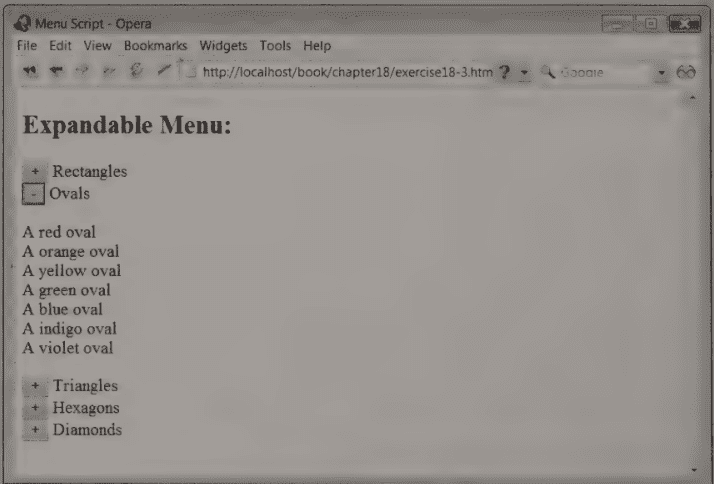 Menu Script - Opera
File Edit View Bookmarks Widgets Tools Help
http://localhost/book/chapter18/exercise18-3.htm ? Google
Expandable Menu:
+ Rectangles
- Ovals
A red oval
A orange oval
A yellow oval
A green oval
A blue oval
A indigo oval
A violet oval
+ Triangles
+ Hexagons
+ Diamonds